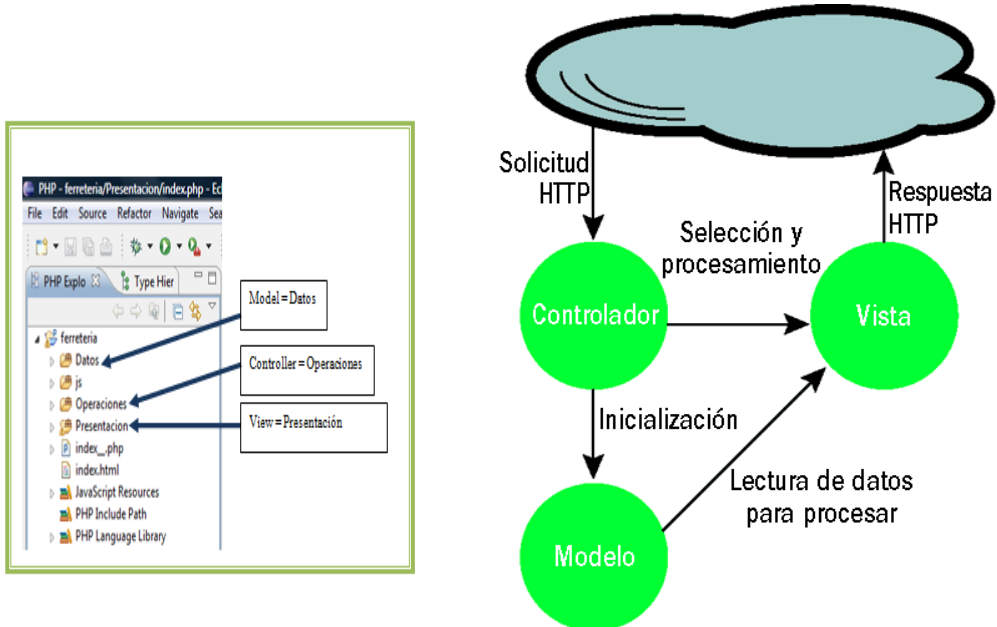 PHP - ferreteria/Presentacion/index.php - Ec
File Edit Source Refactor Navigate Sea
PHP Explo Type Hier
ferreteria
Datos
js
Operaciones
Presentacion
index_.php
index.html
JavaScript Resources
PHP Include Path
PHP Language Library
Model=Datos
Controller=Operaciones
View=Presentación
Solicitud
HTTP
Respuesta
HTTP
Selección y
procesamiento
Controlador
Vista
Inicialización
Lectura de datos
para procesar
Modelo